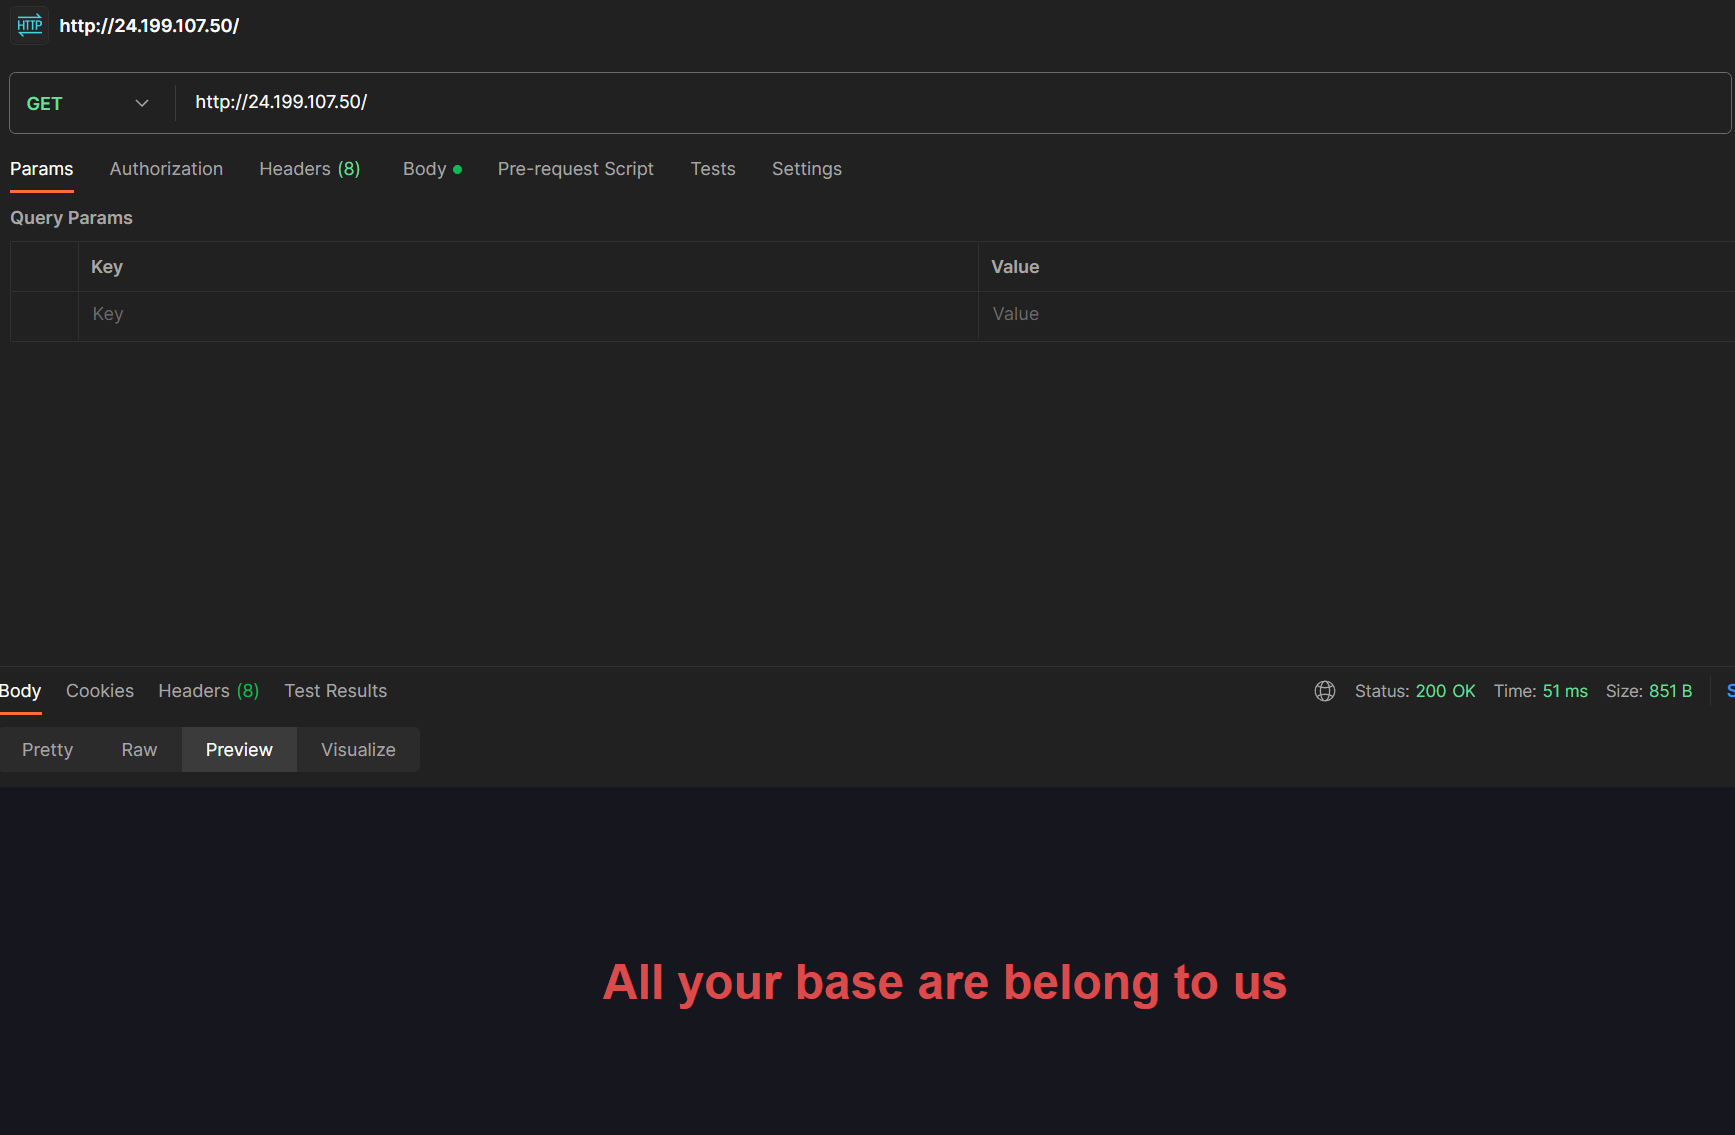 HTTP http://24.199.107.50/
GET http://24.199.107.50/
Params Authorization Headers (8) Body Pre-request Script Tests Settings
Query Params
Key Value
Key Value
Body Cookies Headers (8) Test Results Status: 200 OK Time: 51 ms Size: 851 B S
Pretty Raw Preview Visualize
All your base are belong to us